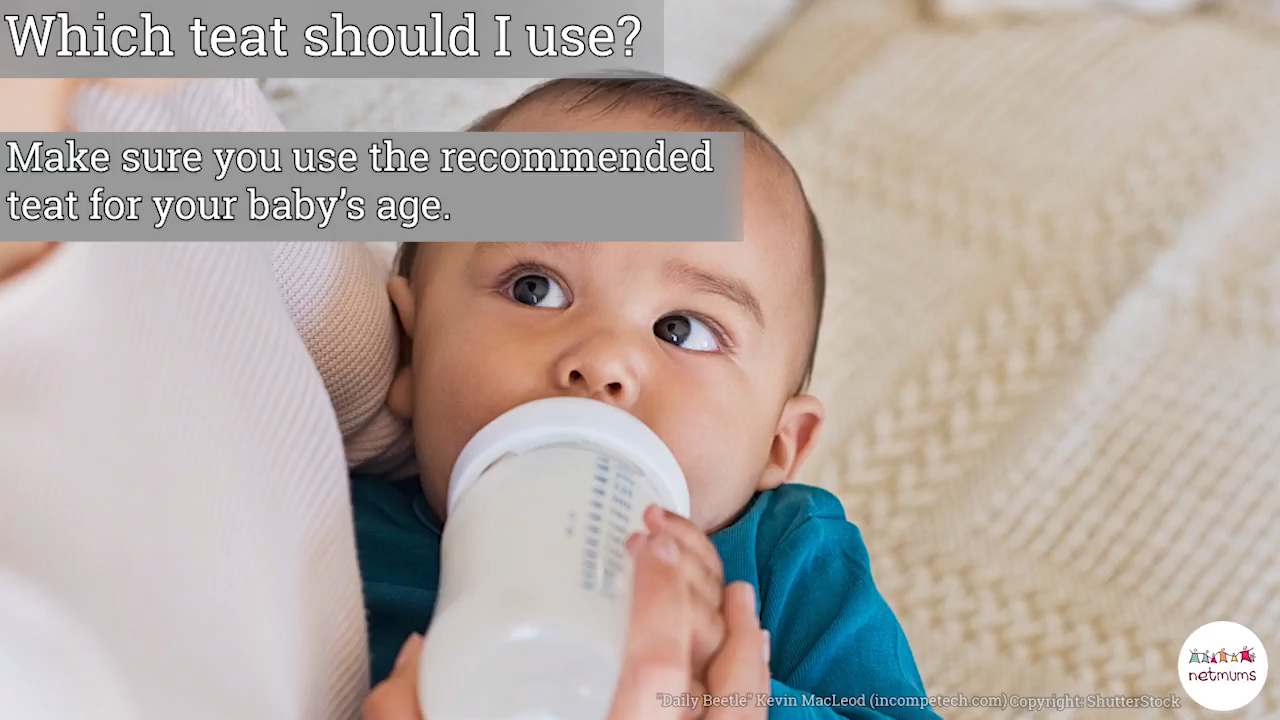 Which teat should I use?
Make sure you use the recommended
teat for your baby’s age.
netmums
"Daily Beetle" Kevin MacLeod (incompetech.com) Copyright: ShutterStock